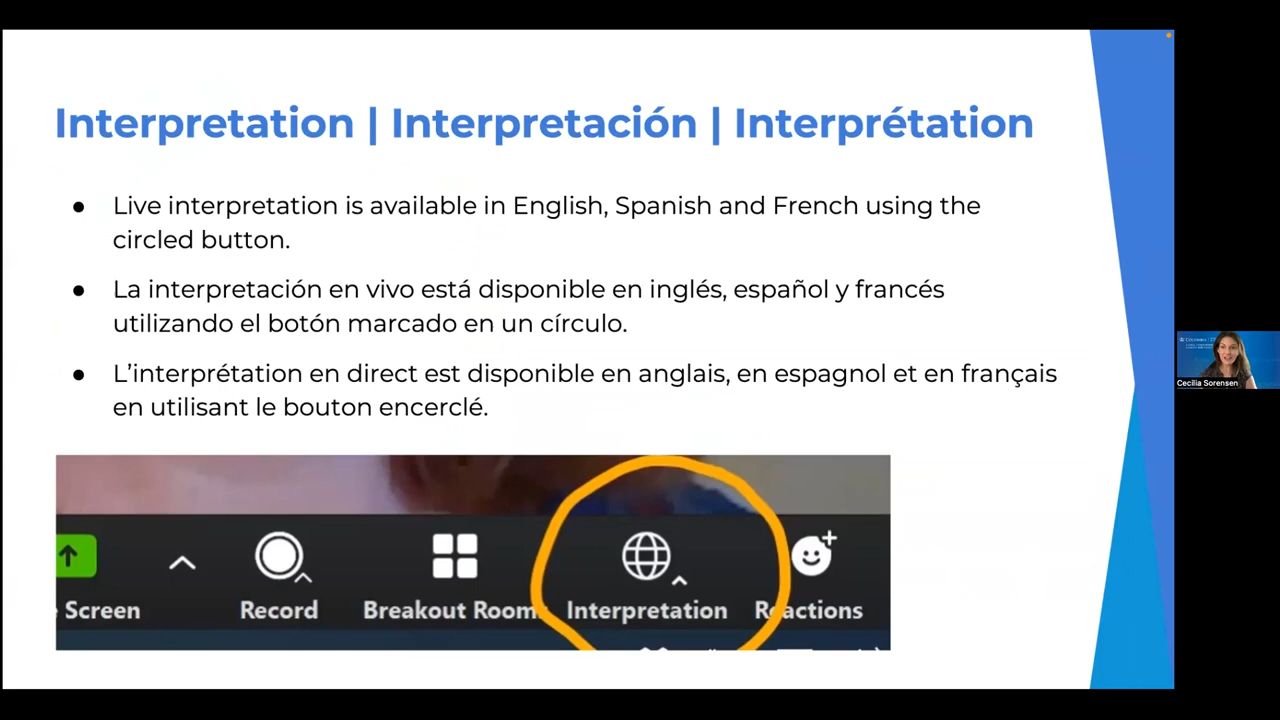 Interpretation | Interpretación | Interprétation
● Live interpretation is available in English, Spanish and French using the
circled button.
● La interpretación en vivo está disponible en inglés, español y francés
utilizando el botón marcado en un círculo.
● L’interprétation en direct est disponible en anglais, en espagnol et en français
en utilisant le bouton encerclé.
Screen
Record
Breakout Room
Interpretation
Reactions
Cecilia Sorensen